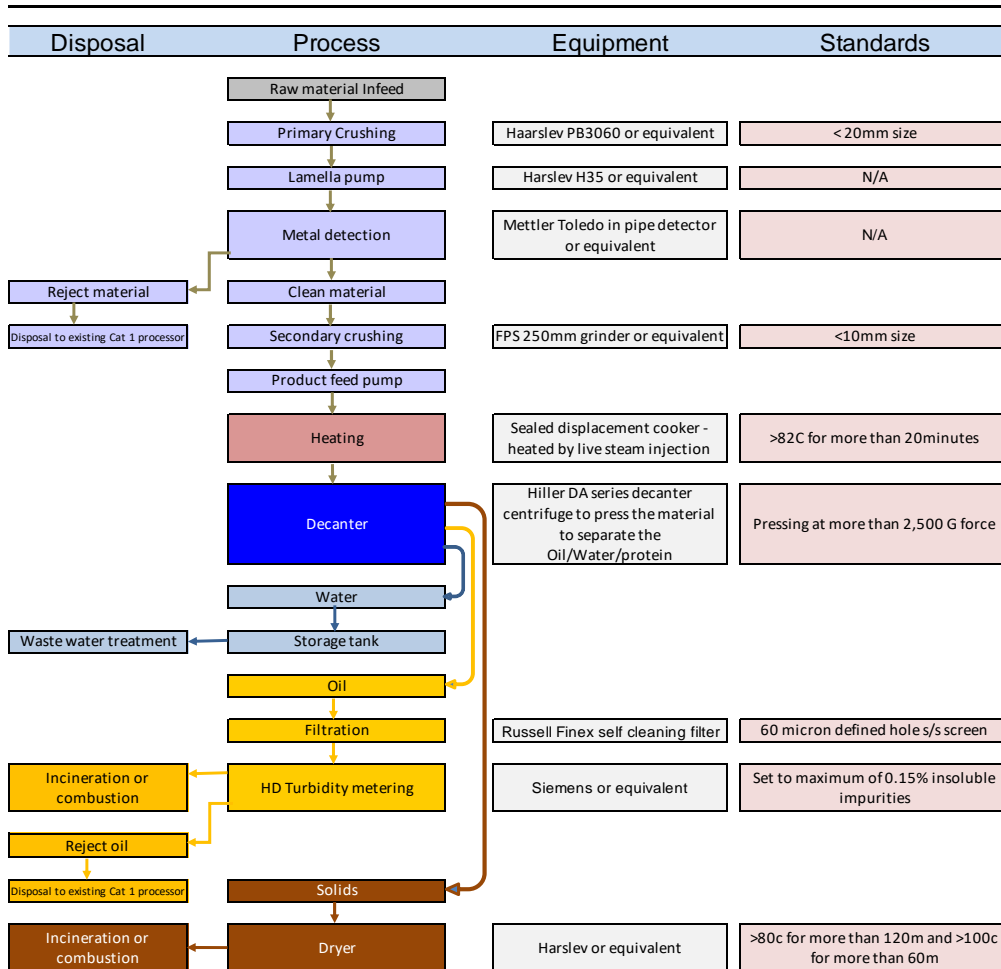 Disposal Process Equipment Standards
Raw material Infeed
Primary Crushing Haarslev PB3060 or equivalent < 20mm size
Lamella pump Harslev H35 or equivalent N/A
Metal detection Mettler Toledo in pipe detector
or equivalent N/A
Reject material Clean material
Disposal to existing Cat 1 processor Secondary crushing FPS 250mm grinder or equivalent <10mm size
Product feed pump
Heating Sealed displacement cooker -
heated by live steam injection >82C for more than 20minutes
Decanter Hiller DA series decanter
centrifuge to press the material
to separate the
Oil/Water/protein Pressing at more than 2,500 G force
Water
Waste water treatment Storage tank
Oil
Filtration Russell Finex self cleaning filter 60 micron defined hole s/s screen
Incineration or
combustion HD Turbidity metering Siemens or equivalent Set to maximum of 0.15% insoluble
impurities
Reject oil
Disposal to existing Cat 1 processor Solids
Incineration or
combustion Dryer Harslev or equivalent >80c for more than 120m and >100c
for more than 60m